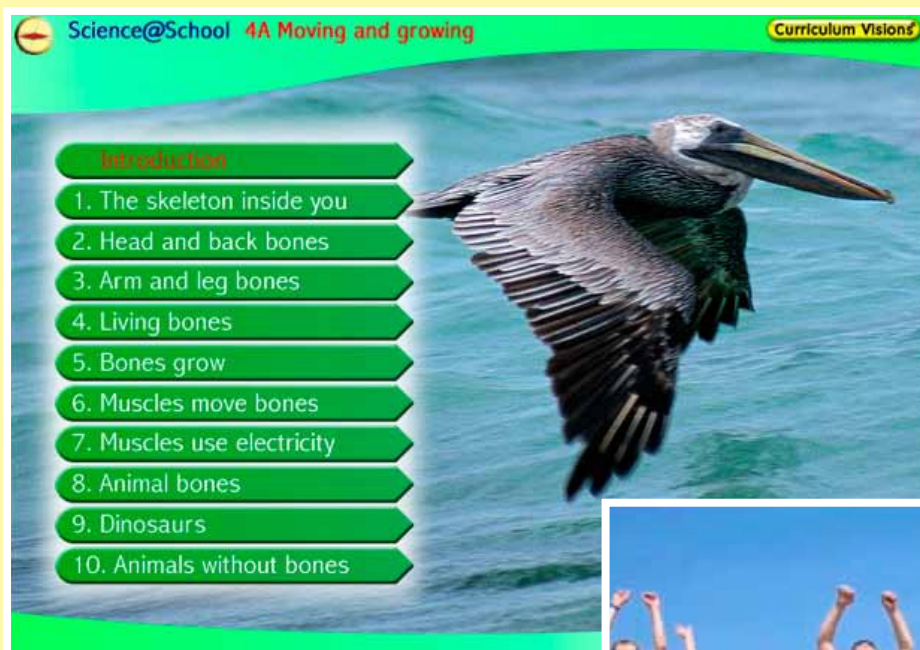 Science@School 4A Moving and growing
Curriculum Visions
Introduction
1. The skeleton inside you
2. Head and back bones
3. Arm and leg bones
4. Living bones
5. Bones grow
6. Muscles move bones
7. Muscles use electricity
8. Animal bones
9. Dinosaurs
10. Animals without bones